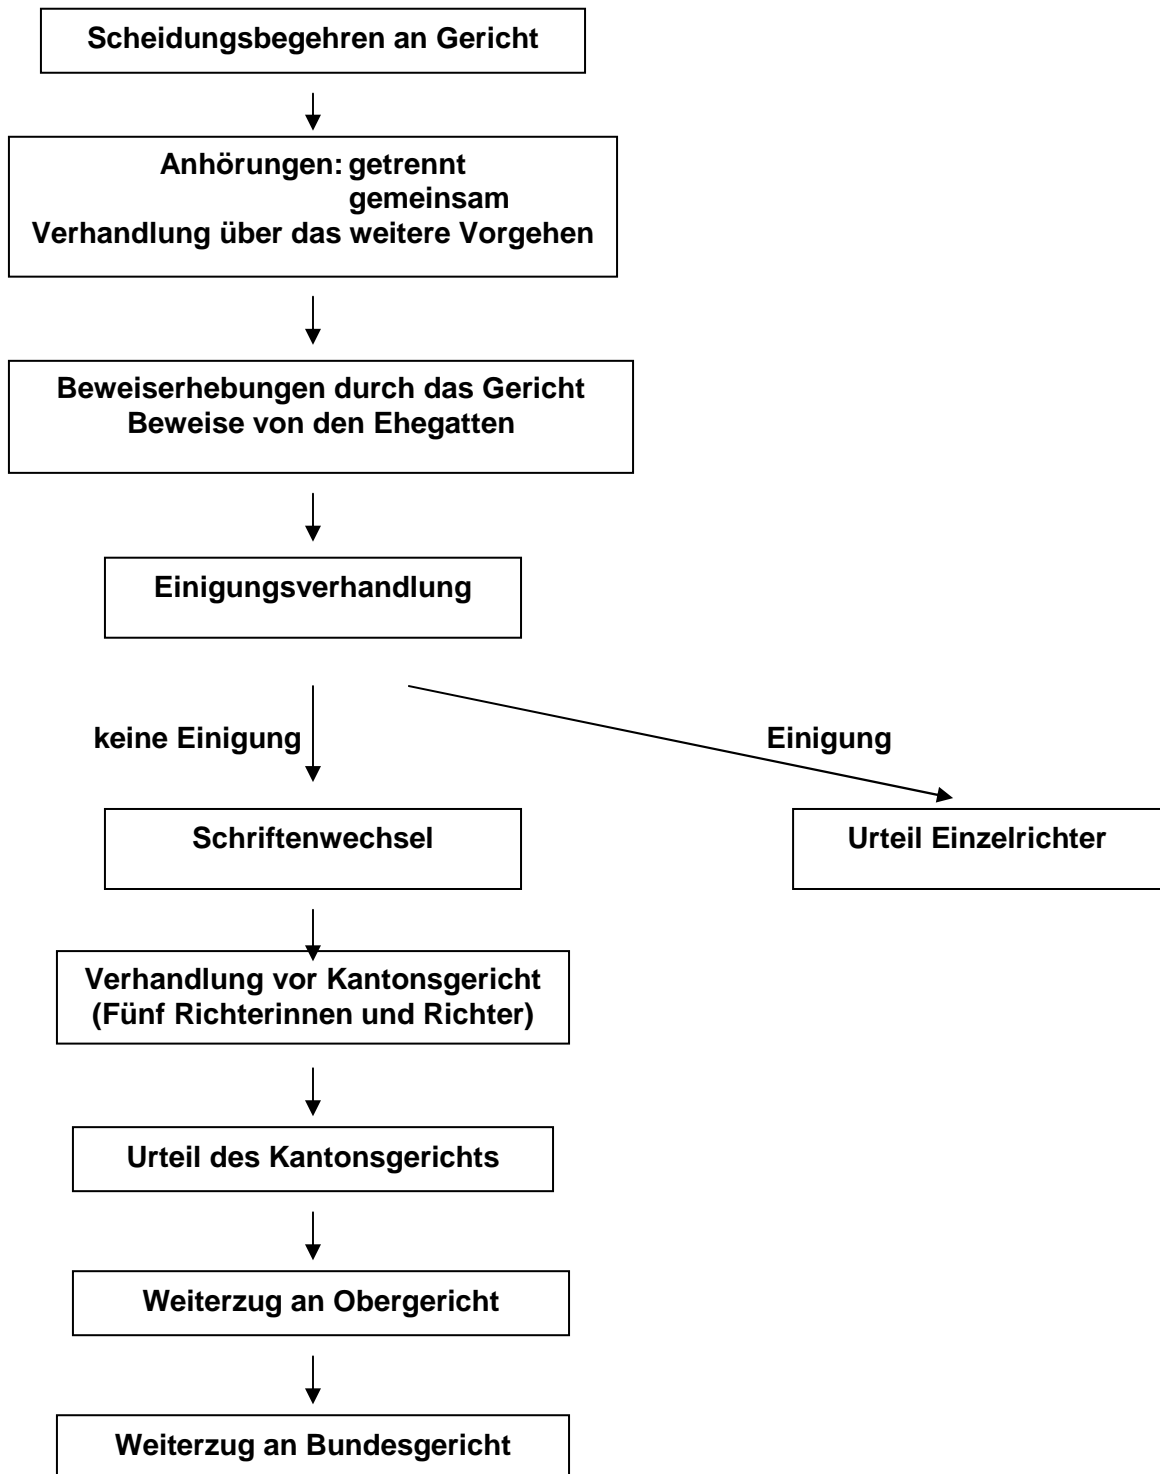 Scheidungsbegehren an Gericht
Anhörungen: getrennt
gemeinsam
Verhandlung über das weitere Vorgehen
Beweiserhebungen durch das Gericht
Beweise von den Ehegatten
Einigungsverhandlung
keine Einigung
Einigung
Schriftenwechsel
Urteil Einzelrichter
Verhandlung vor Kantonsgericht
(Fünf Richterinnen und Richter)
Urteil des Kantonsgerichts
Weiterzug an Obergericht
Weiterzug an Bundesgericht